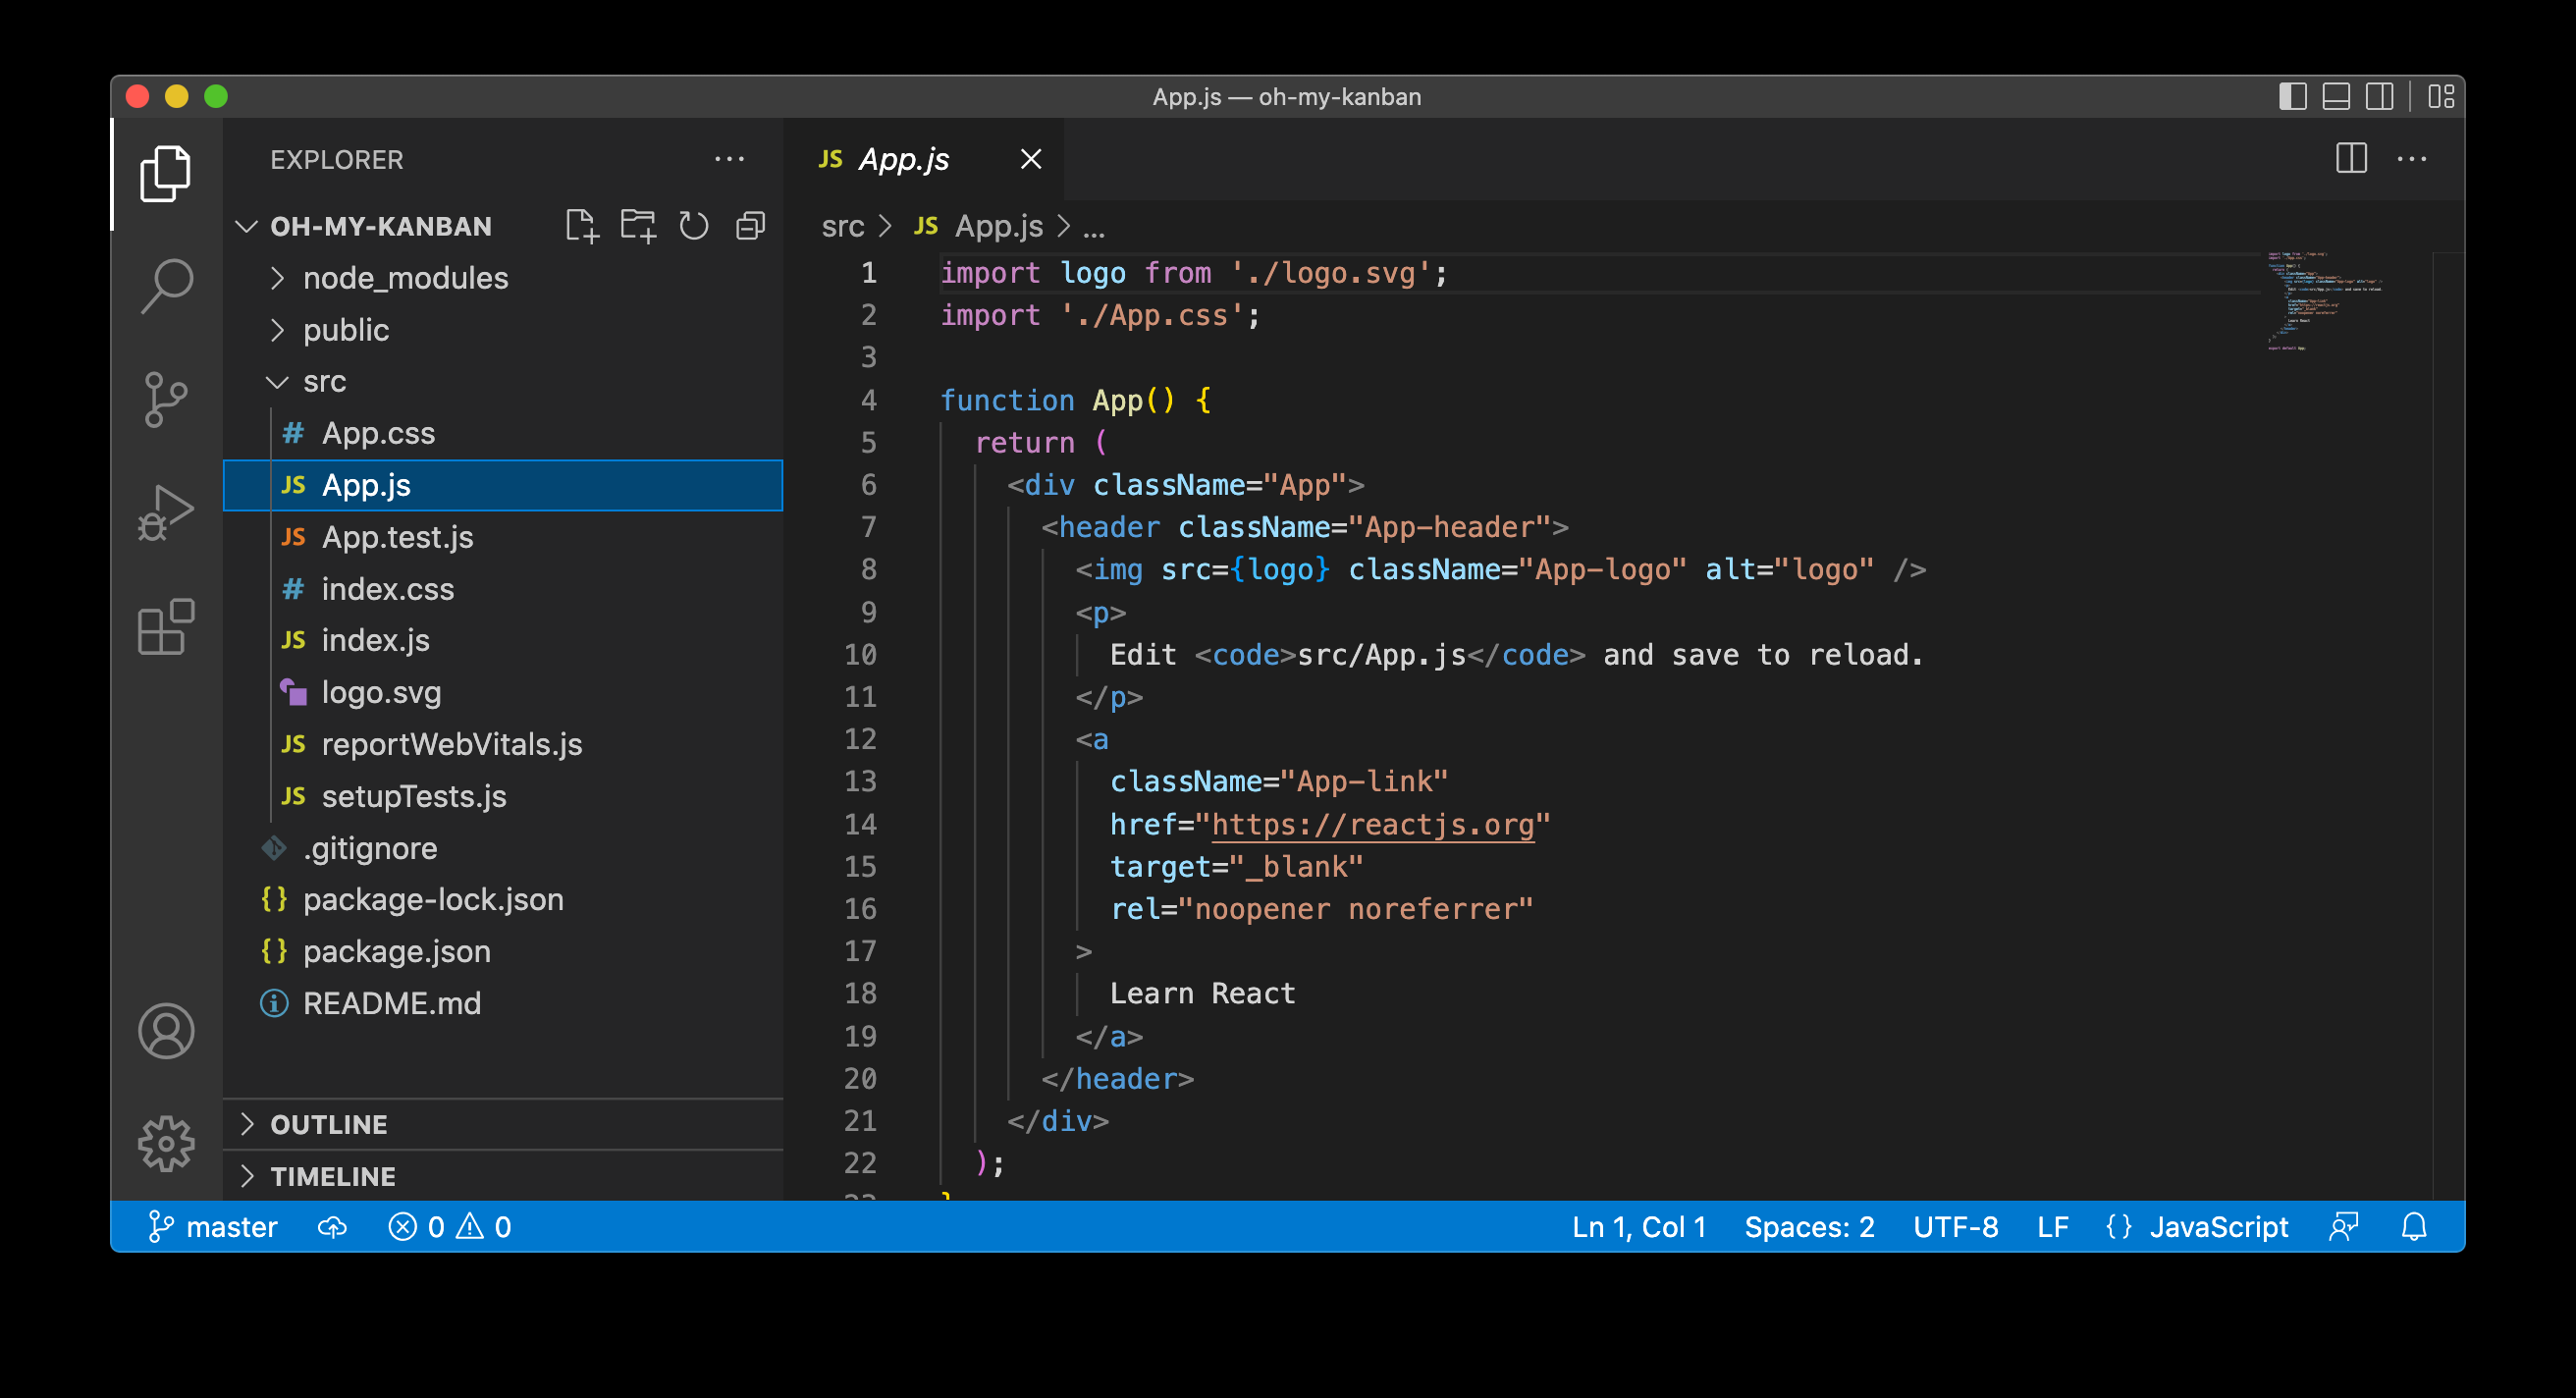 App.js — oh-my-kanban
EXPLORER
OH-MY-KANBAN
node_modules
public
src
# App.css
JS App.js
JS App.test.js
# index.css
JS index.js
logo.svg
JS reportWebVitals.js
JS setupTests.js
.gitignore
{} package-lock.json
{} package.json
README.md
OUTLINE
TIMELINE
JS App.js
src > JS App.js > ...
1 import logo from './logo.svg';
2 import './App.css';
3
4 function App() {
5 return (
6 <div className="App">
7 <header className="App-header">
8 <img src={logo} className="App-logo" alt="logo" />
9 <p>
10 Edit <code>src/App.js</code> and save to reload.
11 </p>
12 <a
13 className="App-link"
14 href="https://reactjs.org"
15 target="_blank"
16 rel="noopener noreferrer"
17 >
18 Learn React
19 </a>
20 </header>
21 </div>
22 );
master
0 0
Ln 1, Col 1 Spaces: 2 UTF-8 LF {} JavaScript